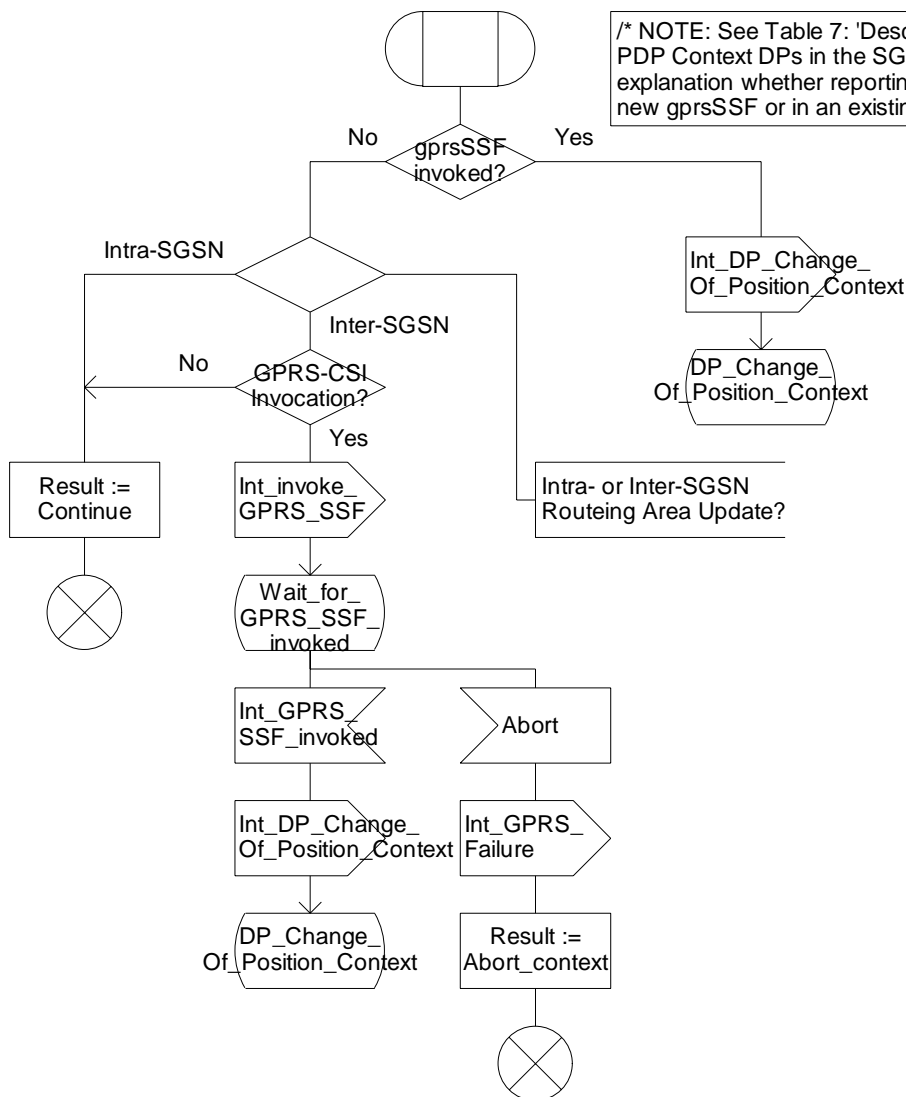 /* NOTE: See Table 7: 'Desc
PDP Context DPs in the SG
explanation whether reportin
new gprsSSF or in an existin
No
gprsSSF
invoked?
Yes
Intra-SGSN
Int_DP_Change_
Of_Position_Context
Inter-SGSN
No
GPRS-CSI
Invocation?
DP_Change_
Of_Position_Context
Yes
Result :=
Continue
Int_invoke_
GPRS_SSF
Intra- or Inter-SGSN
Routeing Area Update?
Wait_for_
GPRS_SSF_
invoked
Int_GPRS_
SSF_invoked
Abort
Int_DP_Change_
Of_Position_Context
Int_GPRS_
Failure
DP_Change_
Of_Position_Context
Result :=
Abort_context